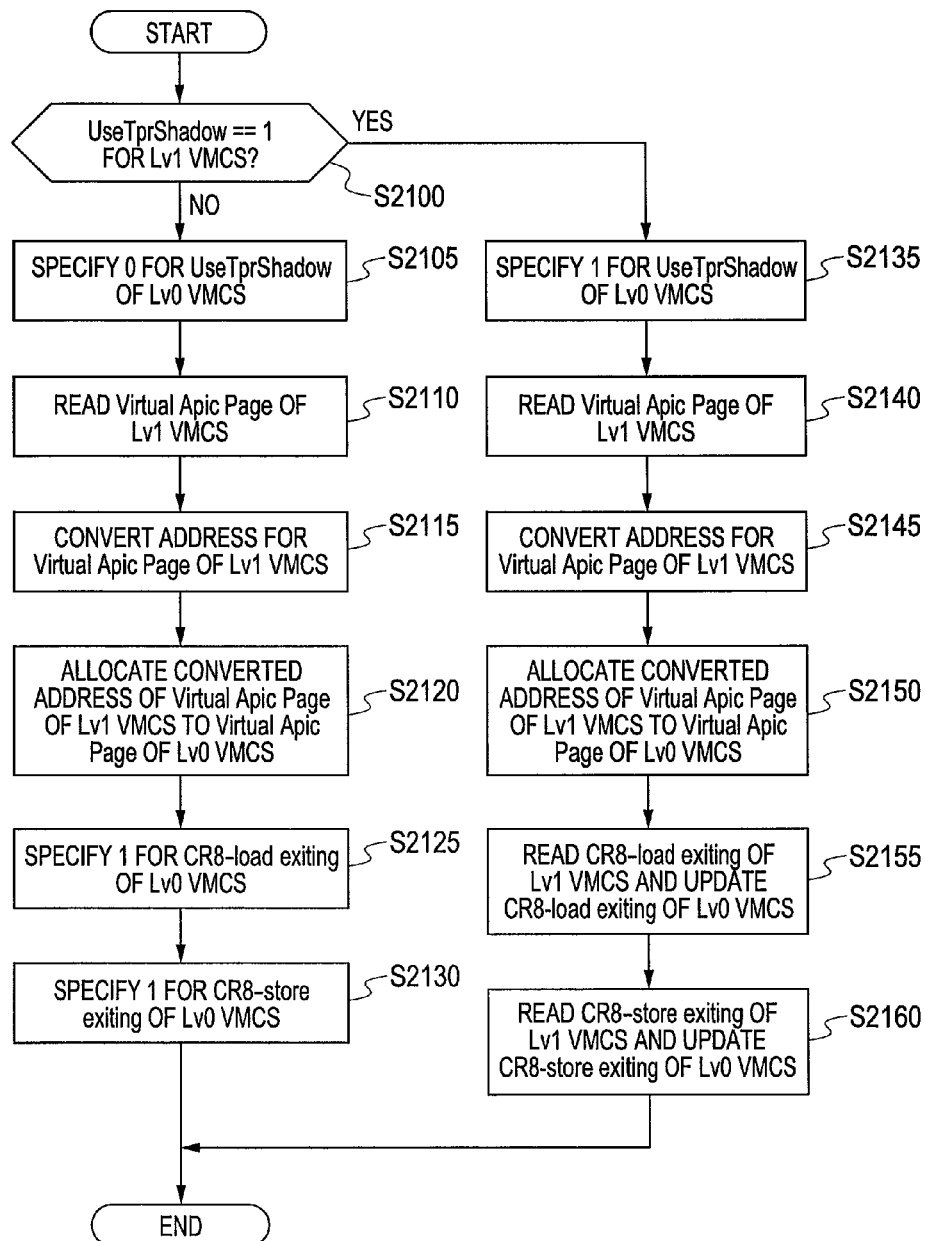 START
UseTprShadow == 1
FOR Lv1 VMCS?
YES
S2100
NO
SPECIFY 0 FOR UseTprShadow
OF Lv0 VMCS
S2105
READ Virtual Apic Page OF
Lv1 VMCS
S2110
CONVERT ADDRESS FOR
Virtual Apic Page OF Lv1 VMCS
S2115
ALLOCATE CONVERTED
ADDRESS OF Virtual Apic Page
OF Lv1 VMCS TO Virtual Apic
Page OF Lv0 VMCS
S2120
SPECIFY 1 FOR CR8-load exiting
OF Lv0 VMCS
S2125
SPECIFY 1 FOR CR8-store
exiting OF Lv0 VMCS
S2130
SPECIFY 1 FOR UseTprShadow
OF Lv0 VMCS
S2135
READ Virtual Apic Page OF
Lv1 VMCS
S2140
CONVERT ADDRESS FOR
Virtual Apic Page OF Lv1 VMCS
S2145
ALLOCATE CONVERTED
ADDRESS OF Virtual Apic Page
OF Lv1 VMCS TO Virtual Apic
Page OF Lv0 VMCS
S2150
READ CR8-load exiting OF
Lv1 VMCS AND UPDATE
CR8-load exiting OF Lv0 VMCS
S2155
READ CR8-store exiting OF
Lv1 VMCS AND UPDATE
CR8-store exiting OF Lv0 VMCS
S2160
END